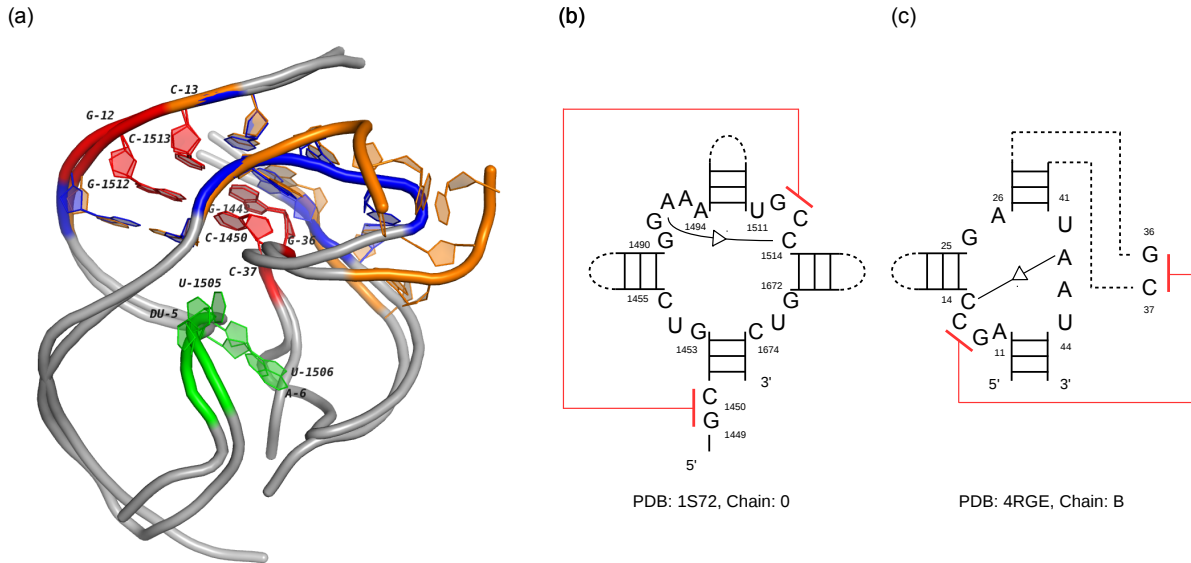 (a)
(b)
(c)
C-13
G-12
C-1513
G-1512
G-1449
C-1450
G-36
C-37
U-1505
DU-5
U-1506
A-6
A A A
G
G
U G C
C
1494
1511
1490
1514
1455
1672
C
U
G
G
U
C
1453
1674
3'
C
1450
G
1449
5'
PDB: 1S72, Chain: 0
26
41
A
U
G
A
A
U
25
14
C
C
G
A
11
44
5'
3'
36
G
C
37
PDB: 4RGE, Chain: B